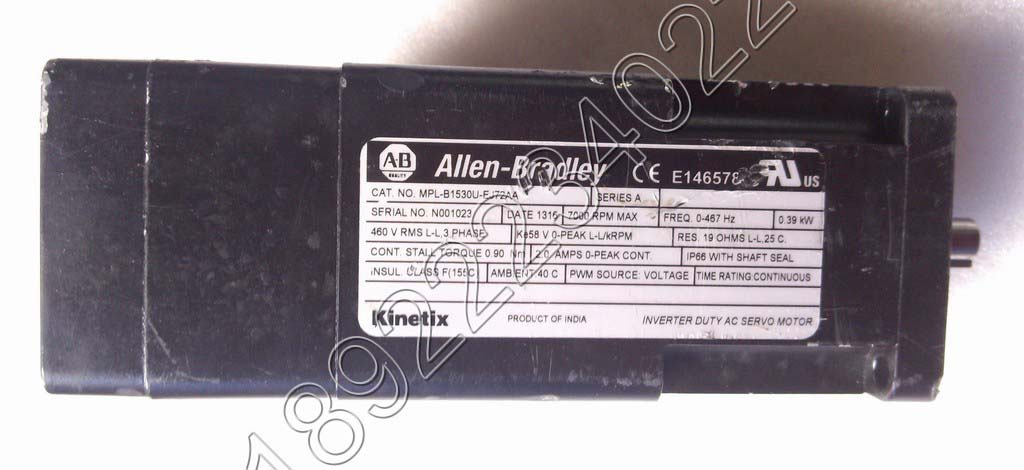 A-B
QUALITY
Allen-Bradley CE E146578 RU US
CAT. NO. MPL-B1530U-EJ72AA SERIES A
SERIAL NO: N001023 DATE 1316 7000 RPM MAX FREQ. 0-467 Hz 0.39 kW
460 V RMS L-L,3 PHASE Ke58 V 0-PEAK L-L/kRPM RES. 19 OHMS L-L,25 C.
CONT. STALL TORQUE 0.90 Nm 2.0 AMPS 0-PEAK CONT. IP66 WITH SHAFT SEAL
INSUL. CLASS F(155C) AMBIENT 40 C PWM SOURCE: VOLTAGE TIME RATING CONTINUOUS
Kinetix PRODUCT OF INDIA INVERTER DUTY AC SERVO MOTOR